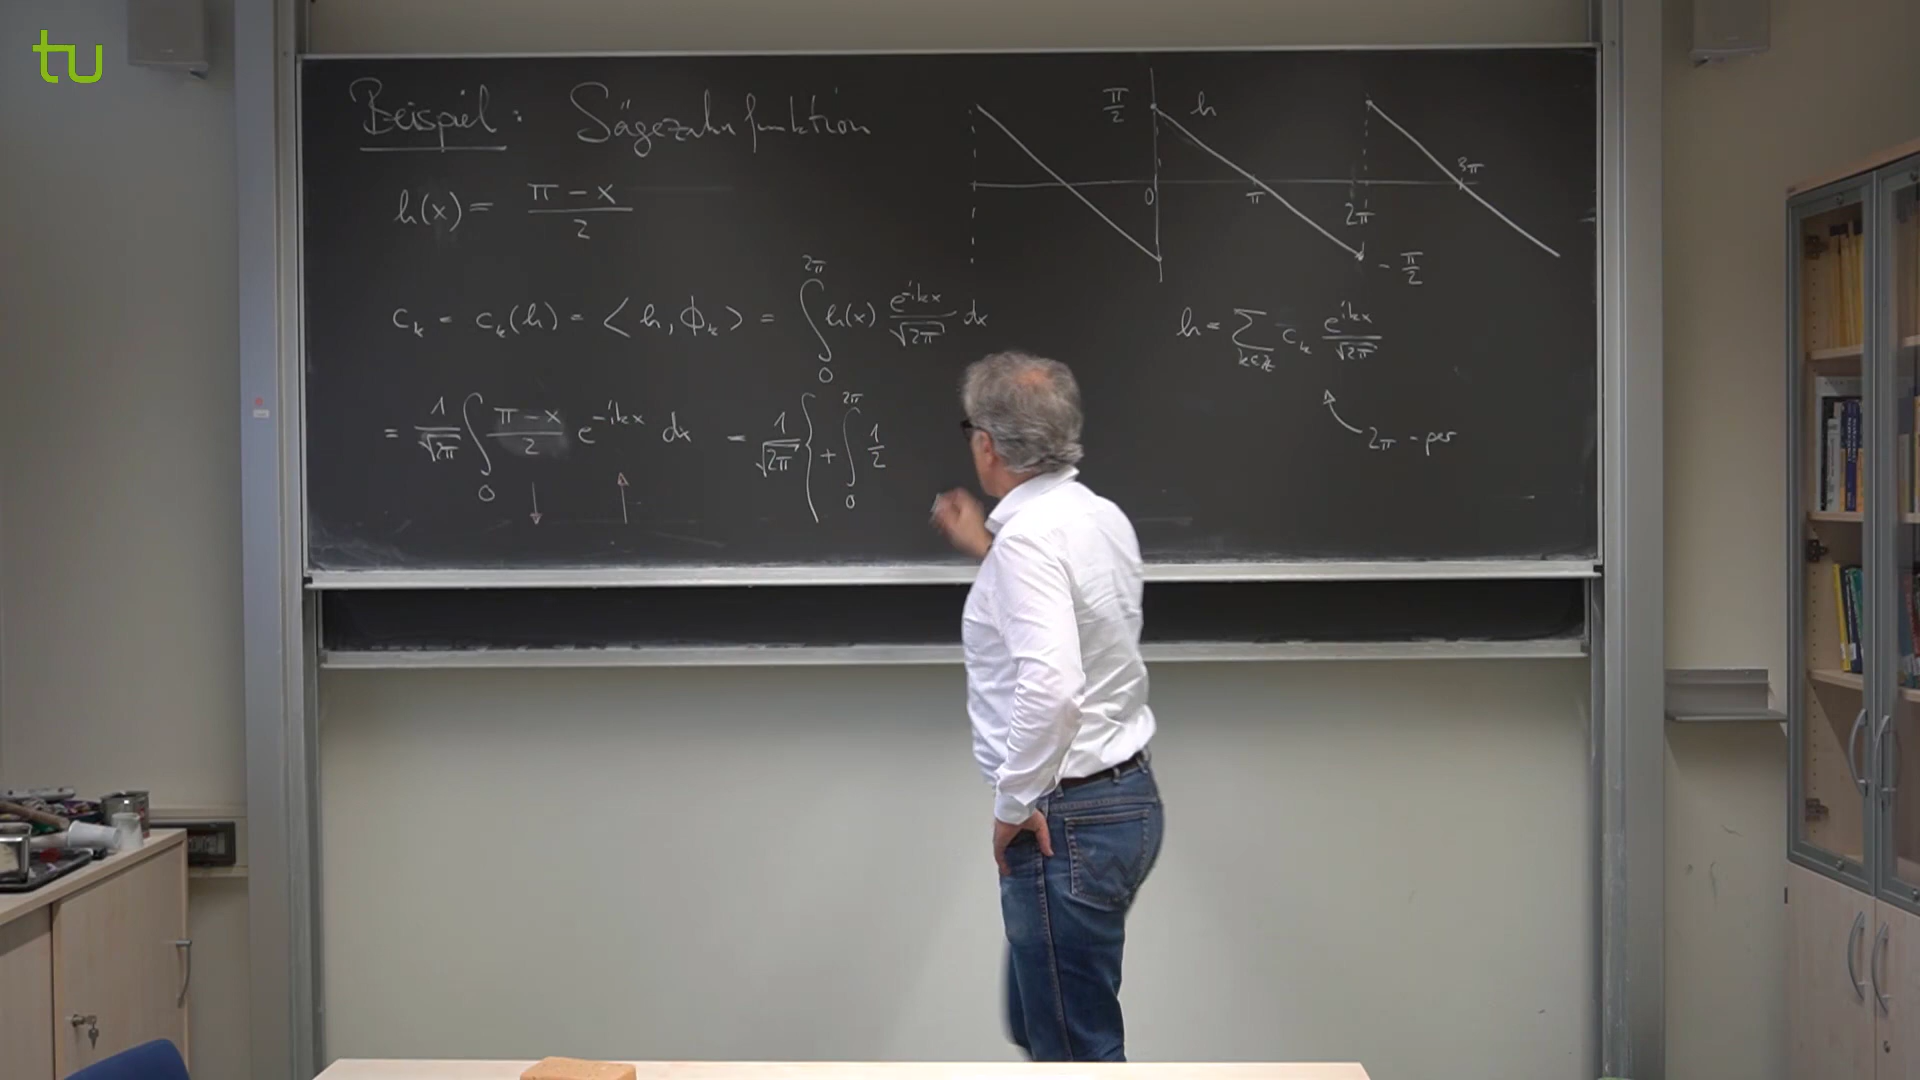 tu
Beispiel: Sägezahnfunktion
h(x) = π - x / 2
π/2 h
0 π 2π 3π
- π/2
c_k = c_k(h) = < h, ϕ_k > = ∫_0^{2π} h(x) e^{-ikx}/√2π dx
h = ∑_{k∈ℤ} c_k e^{ikx}/√2π
2π - per
= 1/√2π ∫_0 π - x / 2 e^{-ikx} dx = 1/√2π { + ∫_0^{2π} 1/2